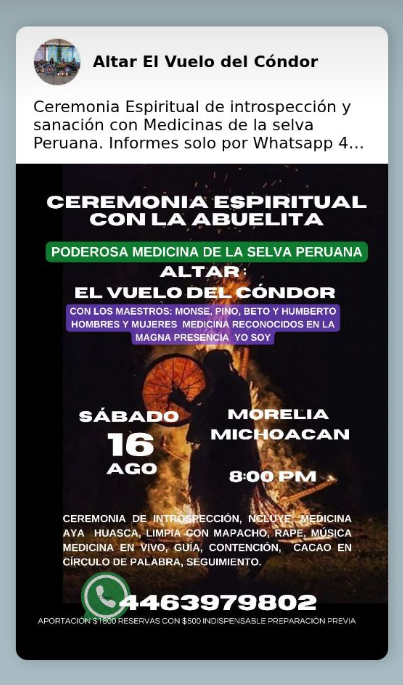 Altar El Vuelo del Cóndor
Ceremonia Espiritual de introspección y
sanación con Medicinas de la selva
Peruana. Informes solo por Whatsapp 4...
CEREMONIA ESPIRITUAL
CON LA ABUELITA
PODEROSA MEDICINA DE LA SELVA PERUANA
ALTAR:
EL VUELO DEL CÓNDOR
CON LOS MAESTROS: MONSE, PINO, BETO Y HUMBERTO
HOMBRES Y MUJERES MEDICINA RECONOCIDOS EN LA
MAGNA PRESENCIA YO SOY
SÁBADO
16
AGO
MORELIA
MICHOACAN
8:00 PM
CEREMONIA DE INTROSPECCIÓN, NCLUYE, MEDICINA
AYA HUASCA, LIMPIA CON MAPACHO, RAPE, MÚSICA
MEDICINA EN VIVO, GUÍA, CONTENCIÓN, CACAO EN
CÍRCULO DE PALABRA, SEGUIMIENTO.
4463979802
APORTACIÓN $1800 RESERVAS CON $500 INDISPENSABLE PREPARACIÓN PREVIA